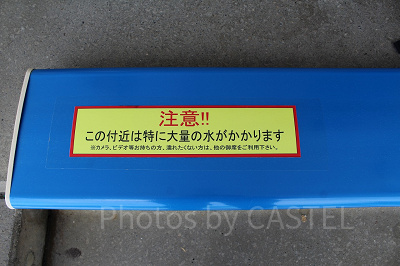 注意!!
この付近は特に大量の水がかかります
※カメラ、ビデオ等お持ちの方、濡れたくない方は、他の御席をご利用下さい。
Photos by CASTEL